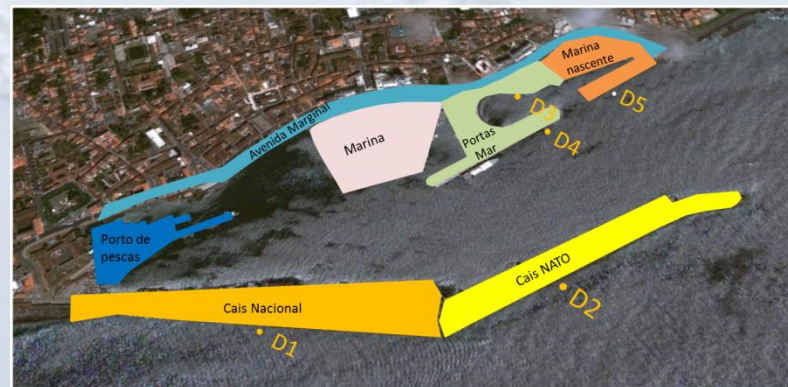 Marina
nascente
D5
D3
D4
Portas
Mar
Avenida Marginal
Marina
Porto de
pescas
Cais NATO
D2
Cais Nacional
D1